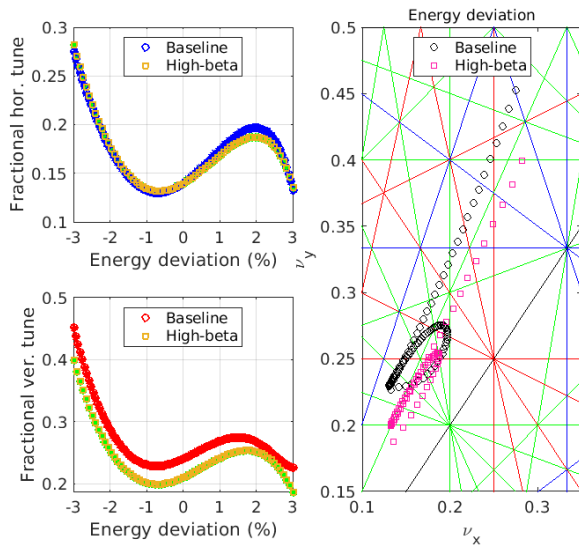 Baseline
High-beta
Fractional hor. tune
0.3
0.25
0.2
0.15
0.1
-3 -2 -1 0 1 2 3
Energy deviation (%)
Baseline
High-beta
Fractional ver. tune
0.5
0.4
0.3
0.2
-3 -2 -1 0 1 2 3
Energy deviation (%)
Energy deviation
Baseline
High-beta
ν_y
0.5
0.45
0.4
0.35
0.3
0.25
0.2
0.15
0.1 0.2 0.3
ν_x